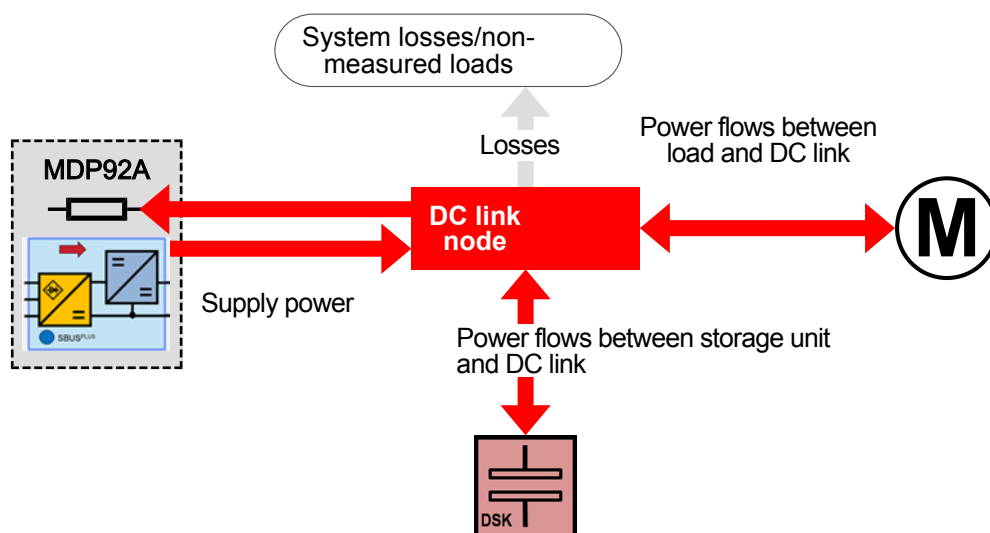 System losses/non-
measured loads
Losses
Power flows between
load and DC link
MDP92A
DC link
node
M
Supply power
SBUSPLUS
Power flows between storage unit
and DC link
DSK